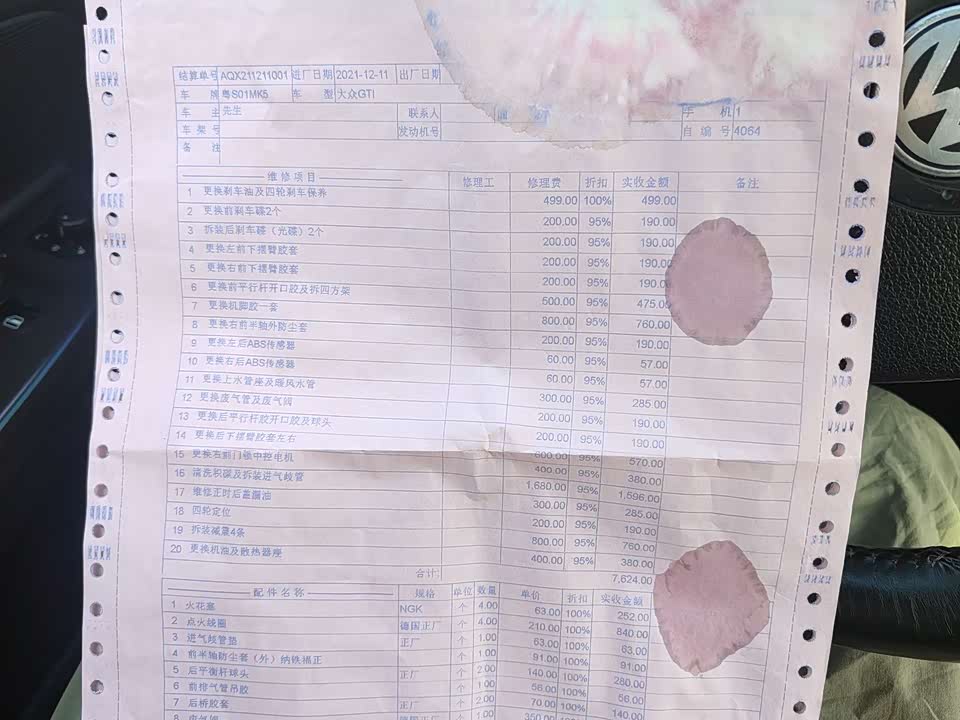 结算单号 AQX211211001 进厂日期 2021-12-11 出厂日期
车 牌 粤S01MK5 车 型 大众GTI
车 主 先生 联系人 手 机 1
车 架 号 发动机号 自 编 号 4064
备 注
维修项目 修理工 修理费 折扣 实收金额 备注
1 更换刹车油及四轮刹车保养 499.00 100% 499.00
2 更换前刹车碟2个 200.00 95% 190.00
3 拆装后刹车碟（光碟）2个 200.00 95% 190.00
4 更换左前下摆臂胶套 200.00 95% 190.00
5 更换右前下摆臂胶套 200.00 95% 190.00
6 更换前平行杆开口胶及拆四方架 500.00 95% 475.00
7 更换机脚胶一套 800.00 95% 760.00
8 更换右前半轴外防尘套 200.00 95% 190.00
9 更换左后ABS传感器 60.00 95% 57.00
10 更换右后ABS传感器 60.00 95% 57.00
11 更换上水管座及暖风水管 300.00 95% 285.00
12 更换废气管及废气阀 200.00 95% 190.00
13 更换后平行杆胶开口胶及球头 200.00 95% 190.00
14 更换后下摆臂胶套左右 600.00 95% 570.00
15 更换右前门锁中控电机 400.00 95% 380.00
16 清洗积碳及拆装进气歧管 1,680.00 95% 1,596.00
17 维修正时后盖漏油 300.00 95% 285.00
18 四轮定位 200.00 95% 190.00
19 拆装减震4条 800.00 95% 760.00
20 更换机油及散热器座 400.00 95% 380.00
合计: 7,624.00
配件名称 规格 单位 数量 单价 折扣 实收金额
1 火花塞 NGK 个 4.00 63.00 100% 252.00
2 点火线圈 德国正厂 个 4.00 210.00 100% 840.00
3 进气歧管垫 正厂 个 1.00 63.00 100% 63.00
4 前半轴防尘套（外）纳铁福正 个 1.00 91.00 100% 91.00
5 后平衡杆球头 正厂 个 2.00 140.00 100% 280.00
6 前排气管吊胶 个 1.00 56.00 100% 56.00
7 后桥胶套 正厂 个 2.00 70.00 100% 140.00
8 废气阀 德国正厂 个 1.00 350.00 100%